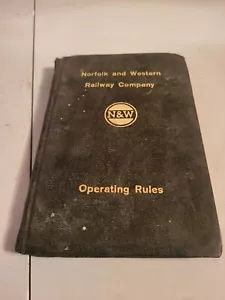 Norfolk and Western
Railway Company
N&W
Operating Rules